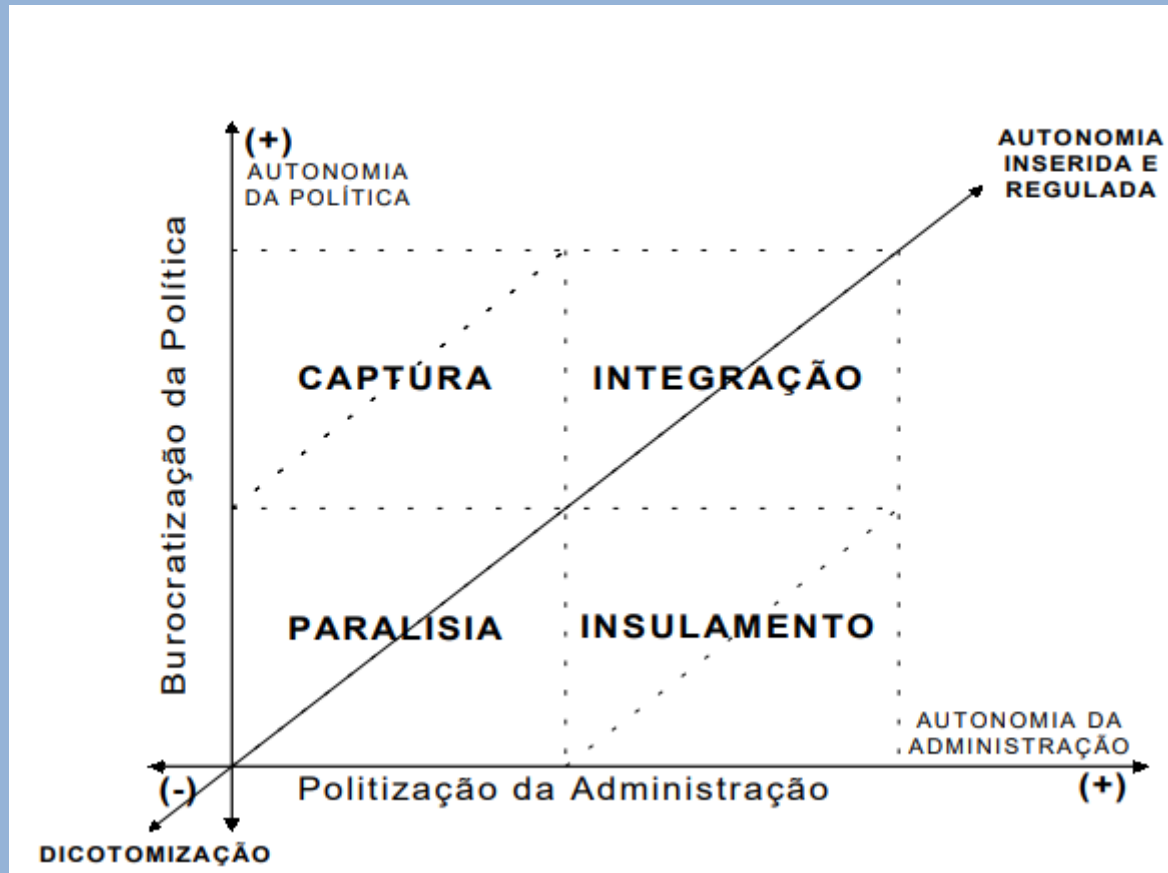 (+)
AUTONOMIA
DA POLÍTICA
AUTONOMIA
INSERIDA E
REGULADA
Burocratização da Política
CAPTÚRA
INTEGRAÇÃO
PARALISIA
INSULAMENTO
AUTONOMIA DA
ADMINISTRAÇÃO
(-)
Politização da Administração
(+)
DICOTOMIZAÇÃO